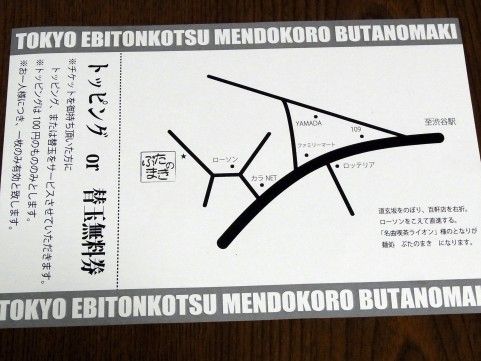 TOKYO EBITONKOTSU MENDOKORO BUTANOMAKI
トッピング or 替玉無料券
※チケットを御持ち頂いた方に
トッピング、または替玉をサービスさせていただきます。
※トッピングは100円のもののみとします。
※お一人様につき、一枚のみ有効と致します。
至渋谷駅
YAMADA
109
ファミリーマート
ロッテリア
ローソン
カラNET
道玄坂をのぼり、百軒店を右折。
ローソンをこえて直進する。
「名曲喫茶ライオン」様のとなりが
麺処 ぶたのまき になります。
TOKYO EBITONKOTSU MENDOKORO BUTANOMAKI